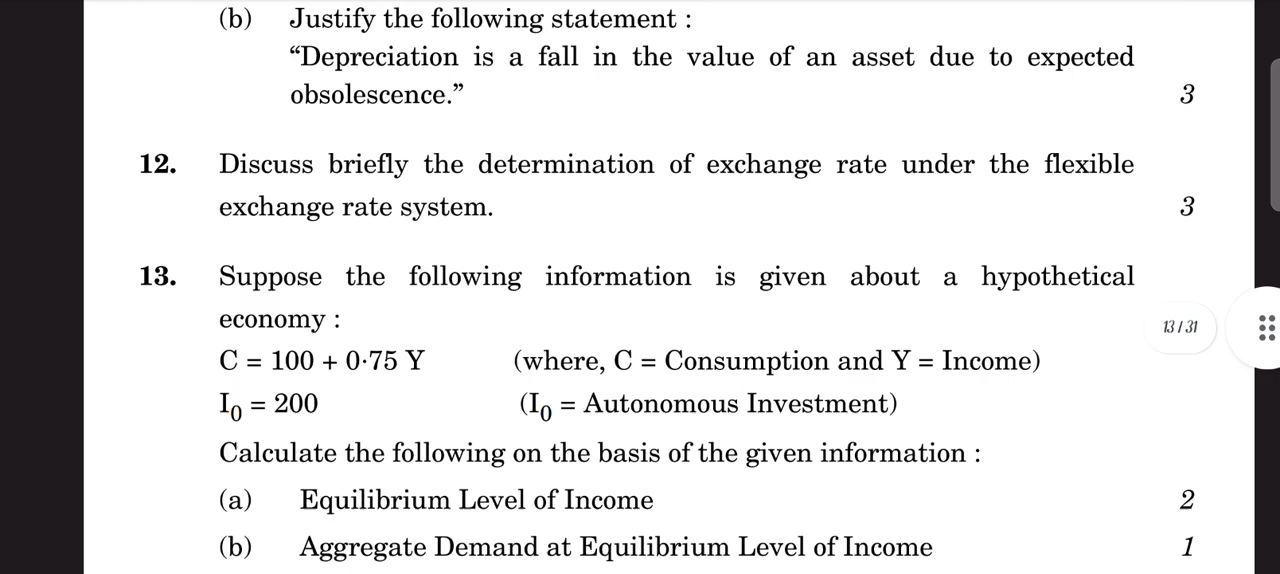 (b) Justify the following statement :
“Depreciation is a fall in the value of an asset due to expected
obsolescence.” 3
12. Discuss briefly the determination of exchange rate under the flexible
exchange rate system. 3
13. Suppose the following information is given about a hypothetical
economy :
C = 100 + 0·75 Y (where, C = Consumption and Y = Income)
I₀ = 200 (I₀ = Autonomous Investment)
Calculate the following on the basis of the given information :
(a) Equilibrium Level of Income 2
(b) Aggregate Demand at Equilibrium Level of Income 1
13 / 31